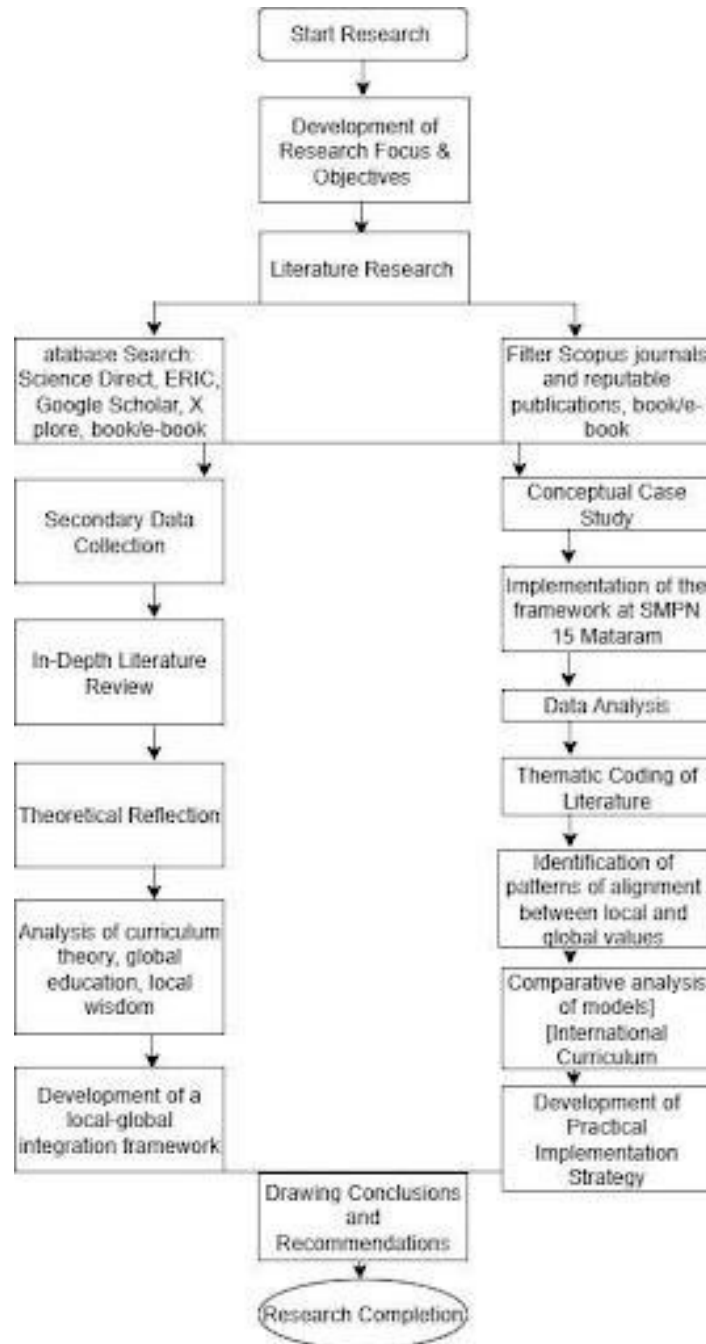 Start Research
Development of
Research Focus &
Objectives
Literature Research
atabase Search:
Science Direct, ERIC,
Google Scholar, X
plore, book/e-book
Filter Scopus journals
and reputable
publications, book/e-
book
Secondary Data
Collection
In-Depth Literature
Review
Theoretical Reflection
Analysis of curriculum
theory, global
education, local
wisdom
Development of a
local-global
integration framework
Conceptual Case
Study
Implementation of the
framework at SMPN
15 Mataram
Data Analysis
Thematic Coding of
Literature
Identification of
patterns of alignment
between local and
global values
Comparative analysis
of models]
[International
Curriculum
Development of
Practical
Implementation
Strategy
Drawing Conclusions
and
Recommendations
Research Completion